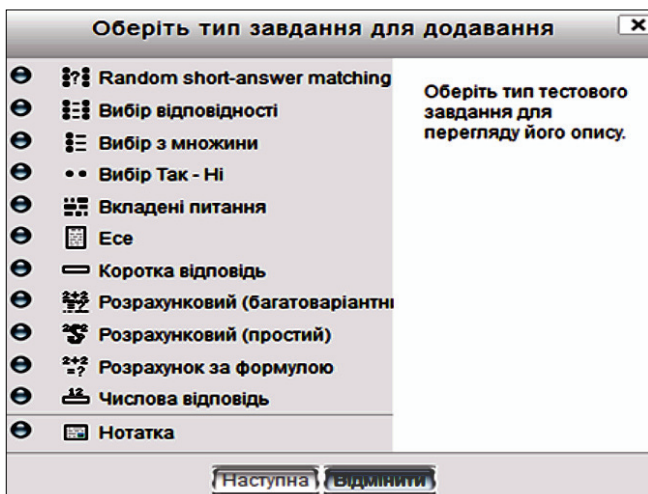 Оберіть тип завдання для додавання
Random short-answer matching
Вибір відповідності
Вибір з множини
Вибір Так - Ні
Вкладені питання
Есе
Коротка відповідь
Розрахунковий (багатоваріантни
Розрахунковий (простий)
Розрахунок за формулою
Числова відповідь
Нотатка
Оберіть тип тестового
завдання для
перегляду його опису.
Наступна Відмінити